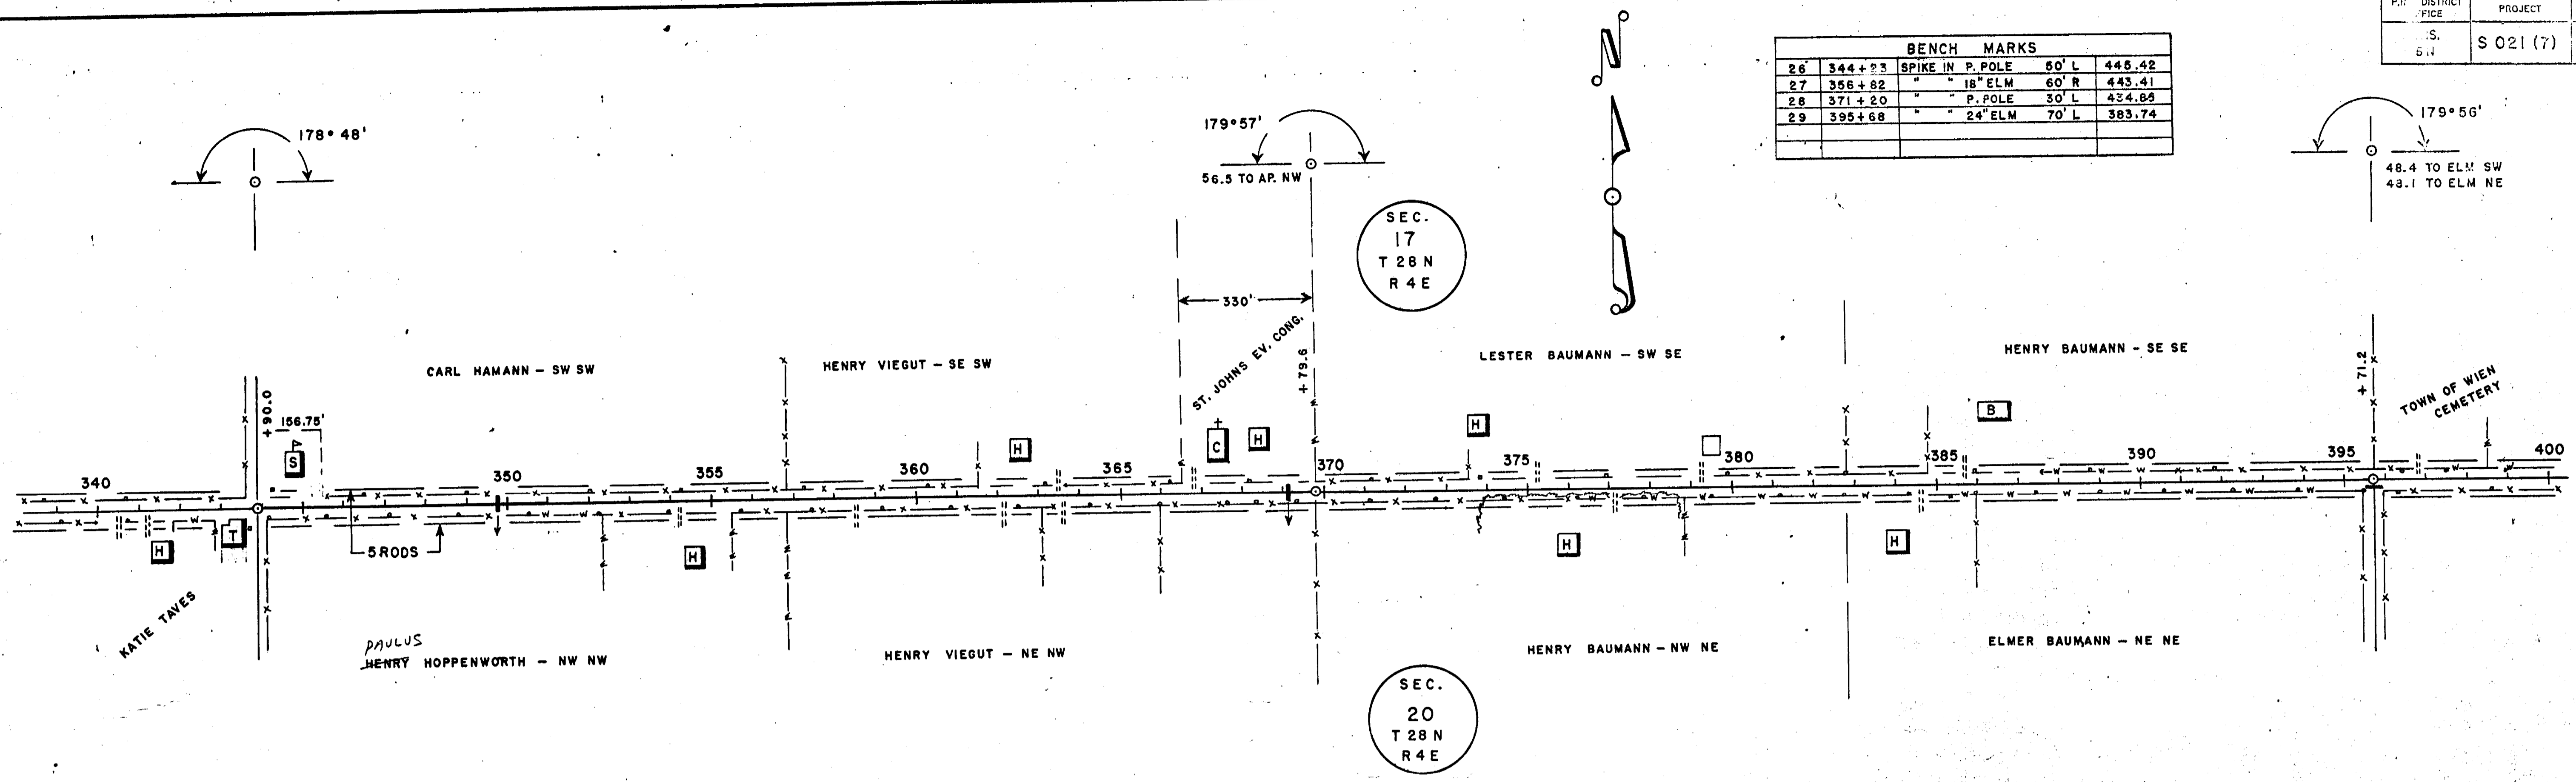 DISTRICT PROJECT
S 021 (7)
N
BENCH MARKS
26 344+93 SPIKE IN P. POLE 50' L 445.42
27 356+82 " " 18" ELM 60' R 443.41
28 371+20 " " P. POLE 30' L 434.85
29 395+68 " " 24" ELM 70' L 383.74
178° 48'
179° 57'
56.5 TO AP. NW
179° 56'
48.4 TO ELM SW
43.1 TO ELM NE
SEC.
17
T 28 N
R 4 E
330'
ST. JOHNS EV. CONG.
+ 79.6
CARL HAMANN - SW SW
HENRY VIEGUT - SE SW
LESTER BAUMANN - SW SE
HENRY BAUMANN - SE SE
+ 90.0
156.75'
+ 71.2
TOWN OF WIEN
CEMETERY
S
H
C
H
H
B
340
350
355
360
365
370
375
380
385
390
395
400
H
T
5 RODS
H
H
H
KATIE TAVES
PAULUS
HENRY HOPPENWORTH - NW NW
HENRY VIEGUT - NE NW
HENRY BAUMANN - NW NE
ELMER BAUMANN - NE NE
SEC.
20
T 28 N
R 4 E